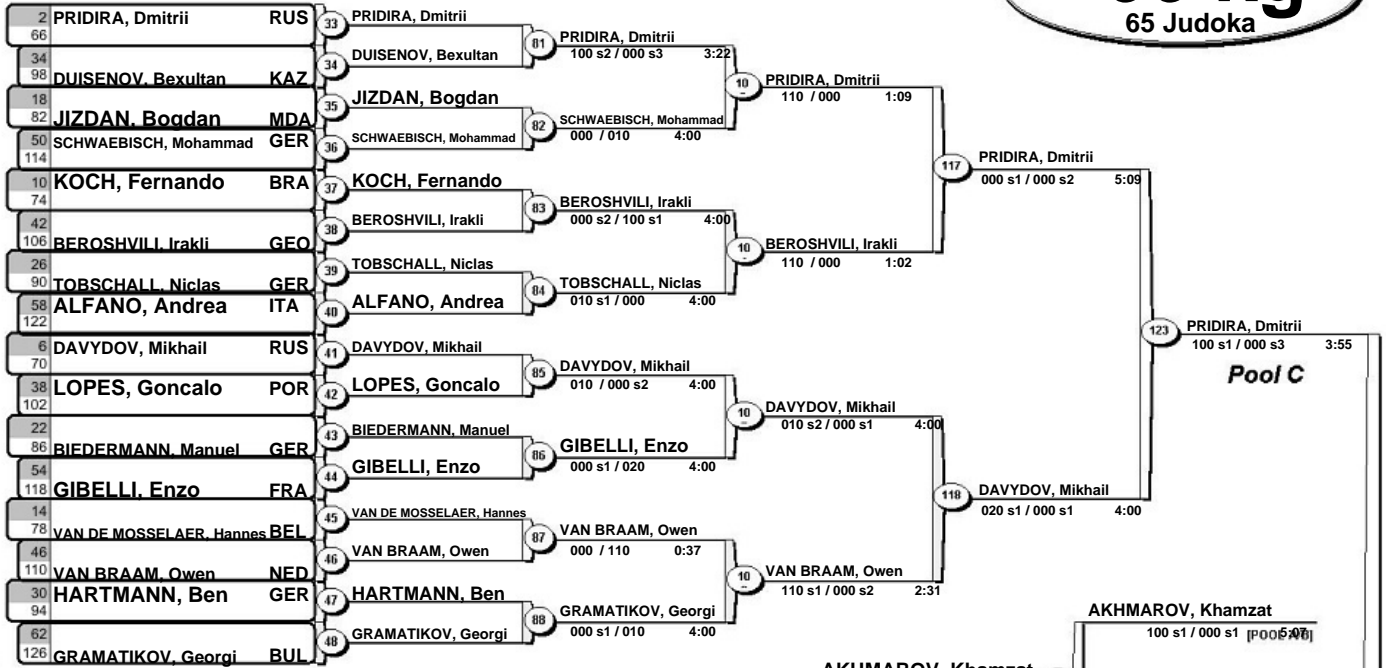 65 Judoka
2 PRIDIRA, Dmitrii RUS
66
34
98 DUISENOV, Bexultan KAZ
18
82 JIZDAN, Bogdan MDA
50 SCHWAEBISCH, Mohammad GER
114
10 KOCH, Fernando BRA
74
42
106 BEROSHVILI, Irakli GEO
26
90 TOBSCHALL, Niclas GER
58 ALFANO, Andrea ITA
122
6 DAVYDOV, Mikhail RUS
70
38 LOPES, Goncalo POR
102
22
86 BIEDERMANN, Manuel GER
54
118 GIBELLI, Enzo FRA
14
78 VAN DE MOSSELAER, Hannes BEL
46
110 VAN BRAAM, Owen NED
30 HARTMANN, Ben GER
94
62
126 GRAMATIKOV, Georgi BUL
33 PRIDIRA, Dmitrii
34 DUISENOV, Bexultan
35 JIZDAN, Bogdan
36 SCHWAEBISCH, Mohammad
37 KOCH, Fernando
38 BEROSHVILI, Irakli
39 TOBSCHALL, Niclas
40 ALFANO, Andrea
41 DAVYDOV, Mikhail
42 LOPES, Goncalo
43 BIEDERMANN, Manuel
44 GIBELLI, Enzo
45 VAN DE MOSSELAER, Hannes
46 VAN BRAAM, Owen
47 HARTMANN, Ben
48 GRAMATIKOV, Georgi
81 PRIDIRA, Dmitrii
100 s2 / 000 s3 3:22
82 SCHWAEBISCH, Mohammad
000 / 010 4:00
83 BEROSHVILI, Irakli
000 s2 / 100 s1 4:00
84 TOBSCHALL, Niclas
010 s1 / 000 4:00
85 DAVYDOV, Mikhail
010 / 000 s2 4:00
86 GIBELLI, Enzo
000 s1 / 020 4:00
87 VAN BRAAM, Owen
000 / 110 0:37
88 GRAMATIKOV, Georgi
000 s1 / 010 4:00
10 PRIDIRA, Dmitrii
110 / 000 1:09
10 BEROSHVILI, Irakli
110 / 000 1:02
10 DAVYDOV, Mikhail
010 s2 / 000 s1 4:00
10 VAN BRAAM, Owen
110 s1 / 000 s2 2:31
117 PRIDIRA, Dmitrii
000 s1 / 000 s2 5:09
118 DAVYDOV, Mikhail
020 s1 / 000 s1 4:00
123 PRIDIRA, Dmitrii
100 s1 / 000 s3 3:55
Pool C
AKHMAROV, Khamzat
100 s1 / 000 s1 5:07
AKHMAROV, Khamzat